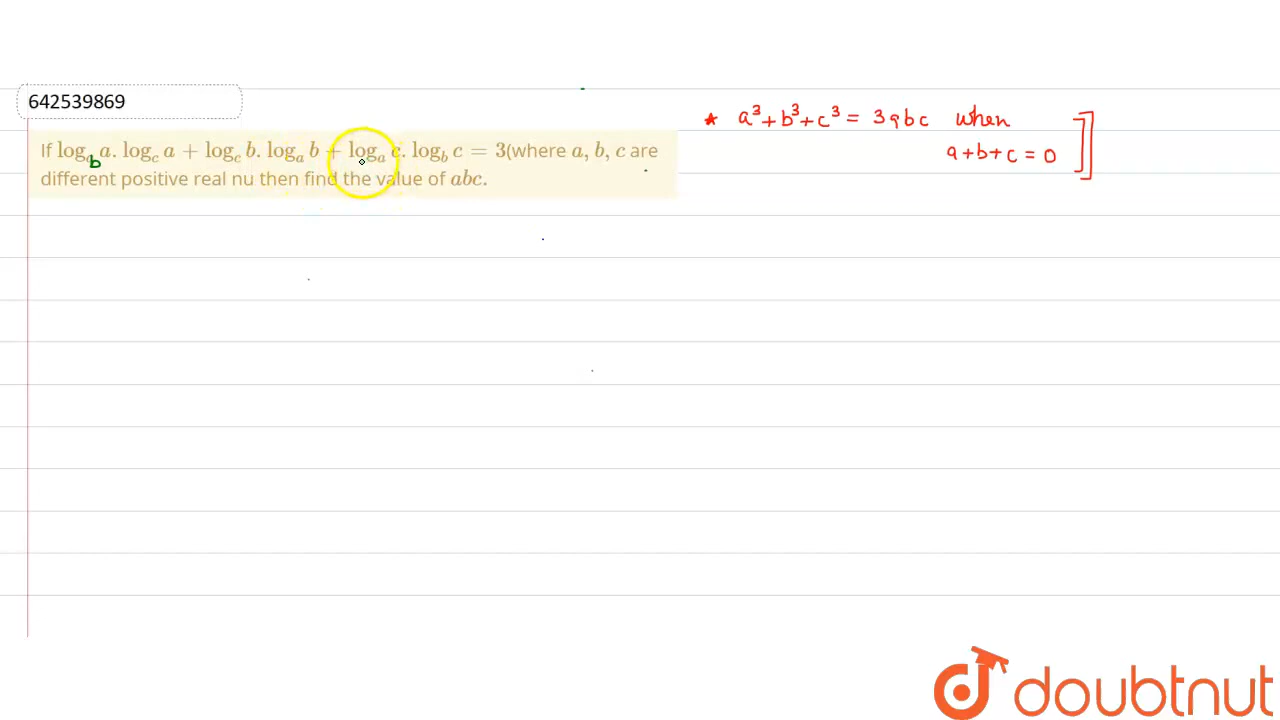 642539869
If log_a a. log_c a + log_c b. log_a b + log_a c. log_b c = 3(where a, b, c are
b
different positive real nu then find the value of abc.
* a³+b³+c³ = 3abc when
a+b+c=0
doubtnut